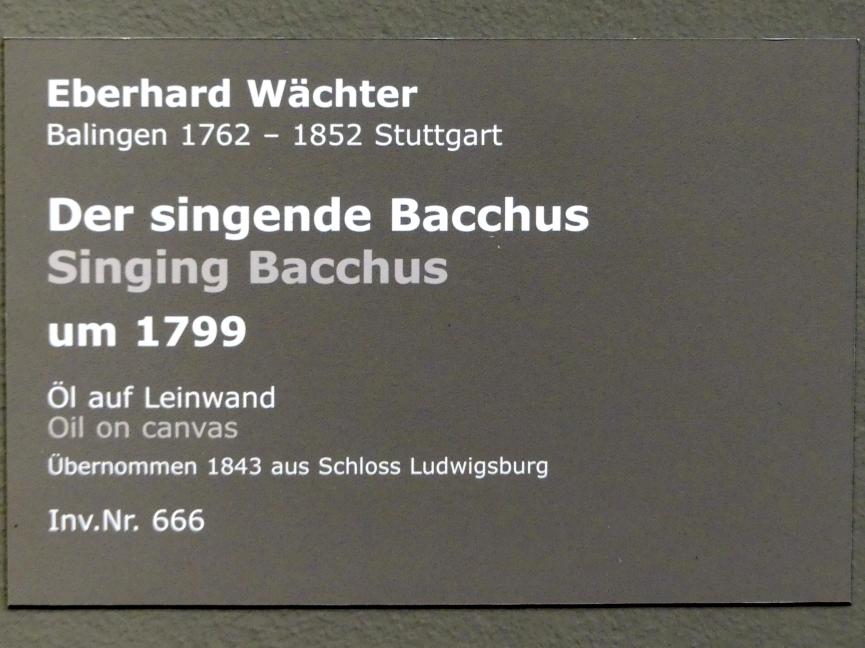 Eberhard Wächter
Balingen 1762 – 1852 Stuttgart
Der singende Bacchus
Singing Bacchus
um 1799
Öl auf Leinwand
Oil on canvas
Übernommen 1843 aus Schloss Ludwigsburg
Inv.Nr. 666